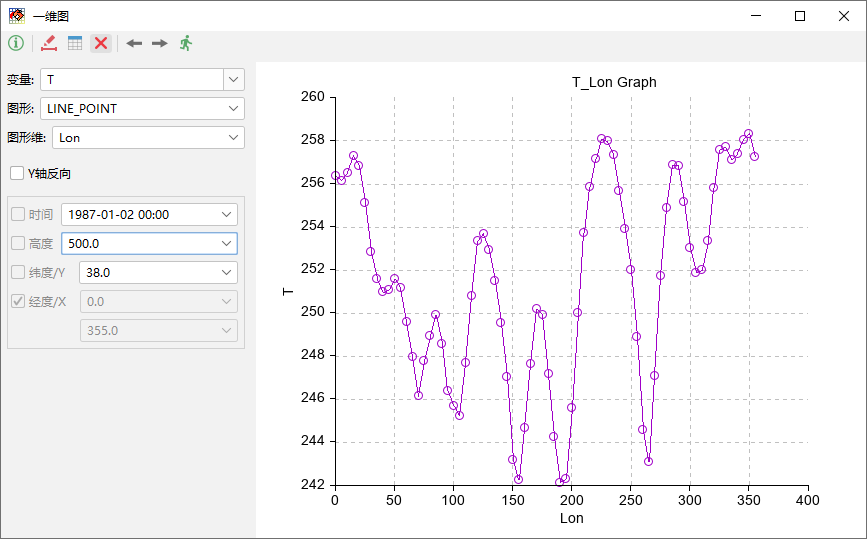 一维图
变量: T
图形: LINE_POINT
图形维: Lon
Y轴反向
时间 1987-01-02 00:00
高度 500.0
纬度/Y 38.0
经度/X 0.0
355.0
T_Lon Graph
260
258
256
254
252
250
248
246
244
242
T
0 50 100 150 200 250 300 350 400
Lon